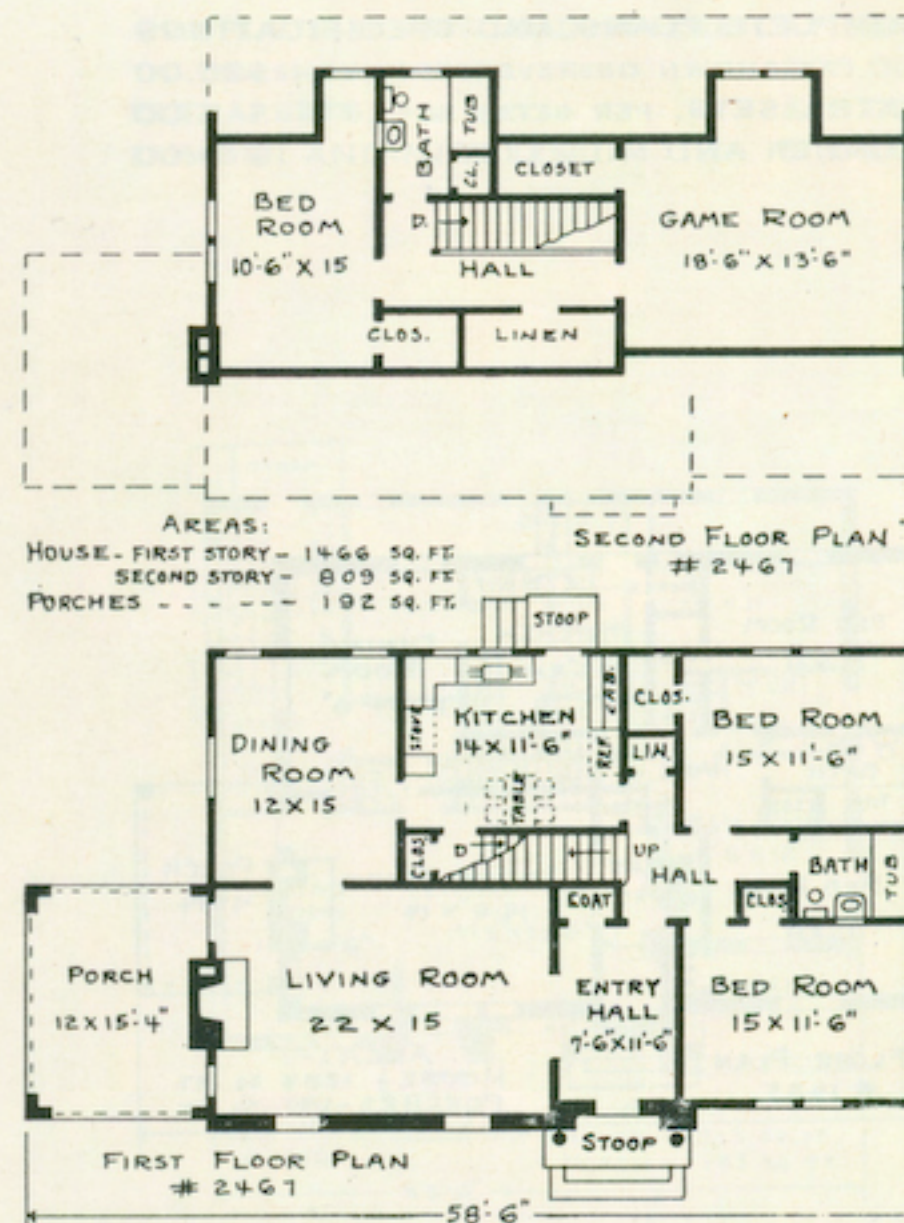 BATH
TUB
CL.
CLOSET
BED
ROOM
10'-6" X 15
D.
HALL
GAME ROOM
18'-6" X 13'-6"
CLOS.
LINEN
AREAS:
HOUSE - FIRST STORY - 1466 SQ. FT.
SECOND STORY - 809 SQ. FT.
PORCHES - - - - - - - 192 SQ. FT.
SECOND FLOOR PLAN
# 2467
STOOP
DINING
ROOM
12 X 15
STOVE
KITCHEN
14 X 11'-6"
CAB.
REF.
TABLE
CLOS.
LIN.
BED ROOM
15 X 11'-6"
CLOS
D
UP
HALL
BATH
TUB
COAT
CLOS
PORCH
12 X 15'-4"
LIVING ROOM
22 X 15
ENTRY
HALL
7'-6" X 11'-6"
BED ROOM
15 X 11'-6"
STOOP
FIRST FLOOR PLAN
# 2467
58'-6"